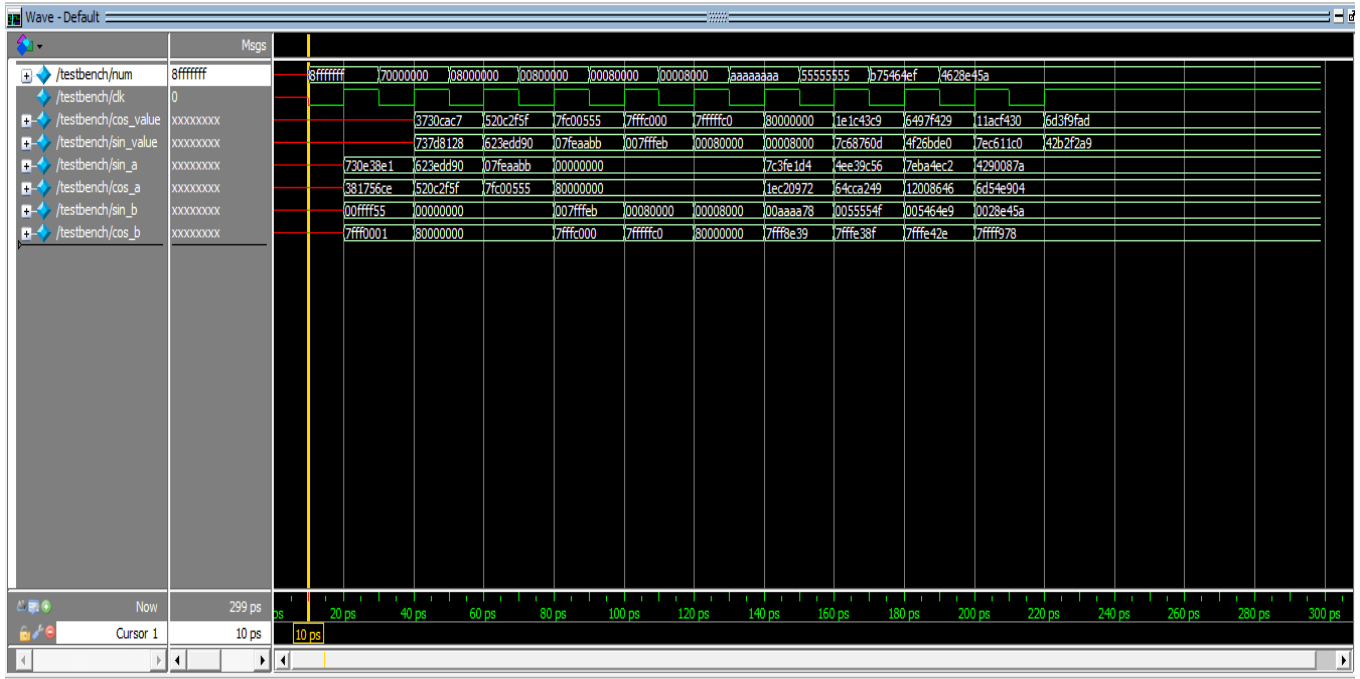 Wave - Default
Msgs
/testbench/num 8fffffff 8fffffff 70000000 08000000 00800000 00080000 00008000 aaaaaaaa 55555555 b75464ef 4628e45a
/testbench/clk 0
/testbench/cos_value xxxxxxxx 3730cac7 520c2f5f 7fc00555 7fffc000 7fffffc0 80000000 1e1c43c9 6497f429 11acf430 6d3f9fad
/testbench/sin_value xxxxxxxx 737d8128 623edd90 07feaabb 007fffeb 00080000 00008000 7c68760d 4f26bde0 7ec611c0 42b2f2a9
/testbench/sin_a xxxxxxxx 730e38e1 623edd90 07feaabb 00000000 7c3fe1d4 4ee39c56 7eba4ec2 4290087a
/testbench/cos_a xxxxxxxx 381756ce 520c2f5f 7fc00555 80000000 1ec20972 64cca249 12008646 6d54e904
/testbench/sin_b xxxxxxxx 00ffff55 00000000 007fffeb 00080000 00008000 00aaaa78 0055554f 005464e9 0028e45a
/testbench/cos_b xxxxxxxx 7fff0001 80000000 7fffc000 7fffffc0 80000000 7fff8e39 7fffe38f 7fffe42e 7ffff978
Now 299 ps ps 20 ps 40 ps 60 ps 80 ps 100 ps 120 ps 140 ps 160 ps 180 ps 200 ps 220 ps 240 ps 260 ps 280 ps 300 ps
Cursor 1 10 ps 10 ps